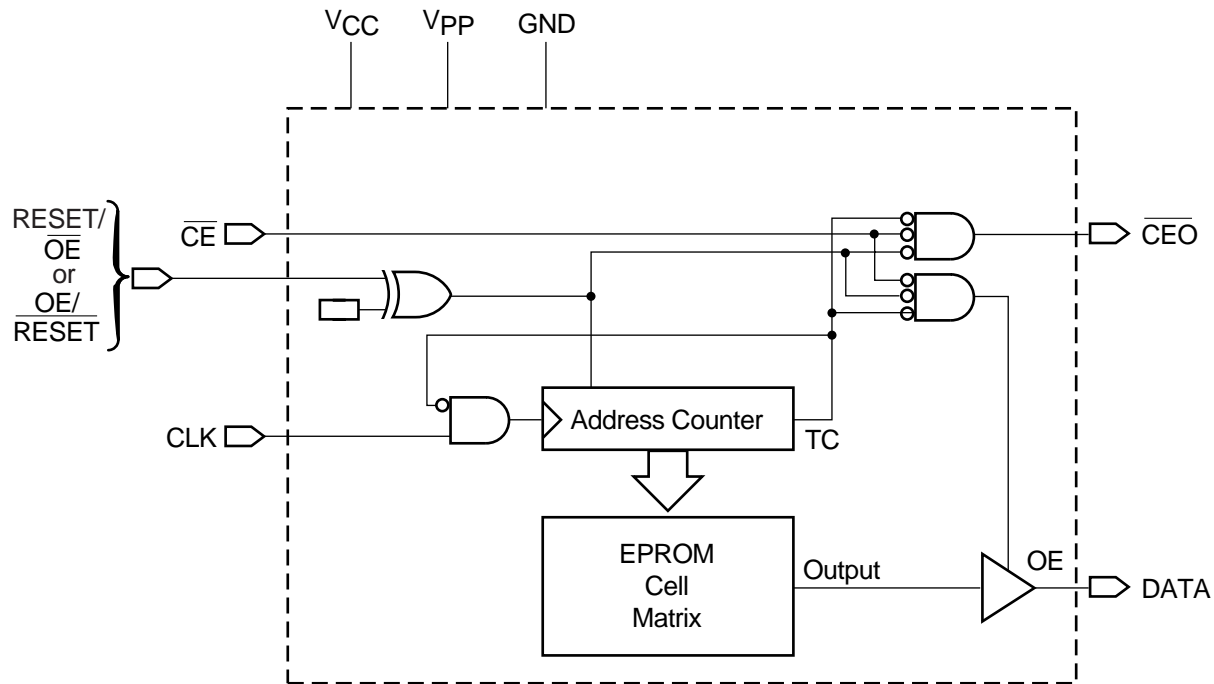 VCC
VPP
GND
RESET/
OE
or
OE/
RESET
CE
CEO
CLK
Address Counter
TC
EPROM
Cell
Matrix
Output
OE
DATA